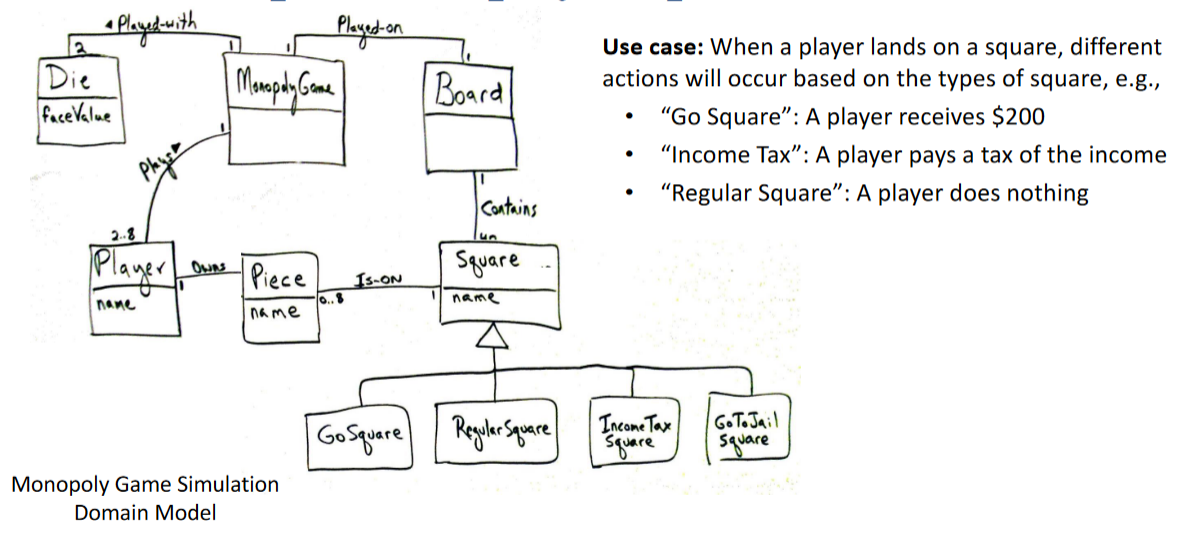 Played-with
Played-on
2
1
1
1
Die
faceValue
MonopolyGame
Board
1
Plays
1
Contains
2..8
Player
name
Owns
1
Piece
name
Is-on
0..8
1
Square
name
GoSquare
RegularSquare
IncomeTax
Square
GoToJail
Square
Monopoly Game Simulation
Domain Model
Use case: When a player lands on a square, different
actions will occur based on the types of square, e.g.,
• “Go Square”: A player receives $200
• “Income Tax”: A player pays a tax of the income
• “Regular Square”: A player does nothing